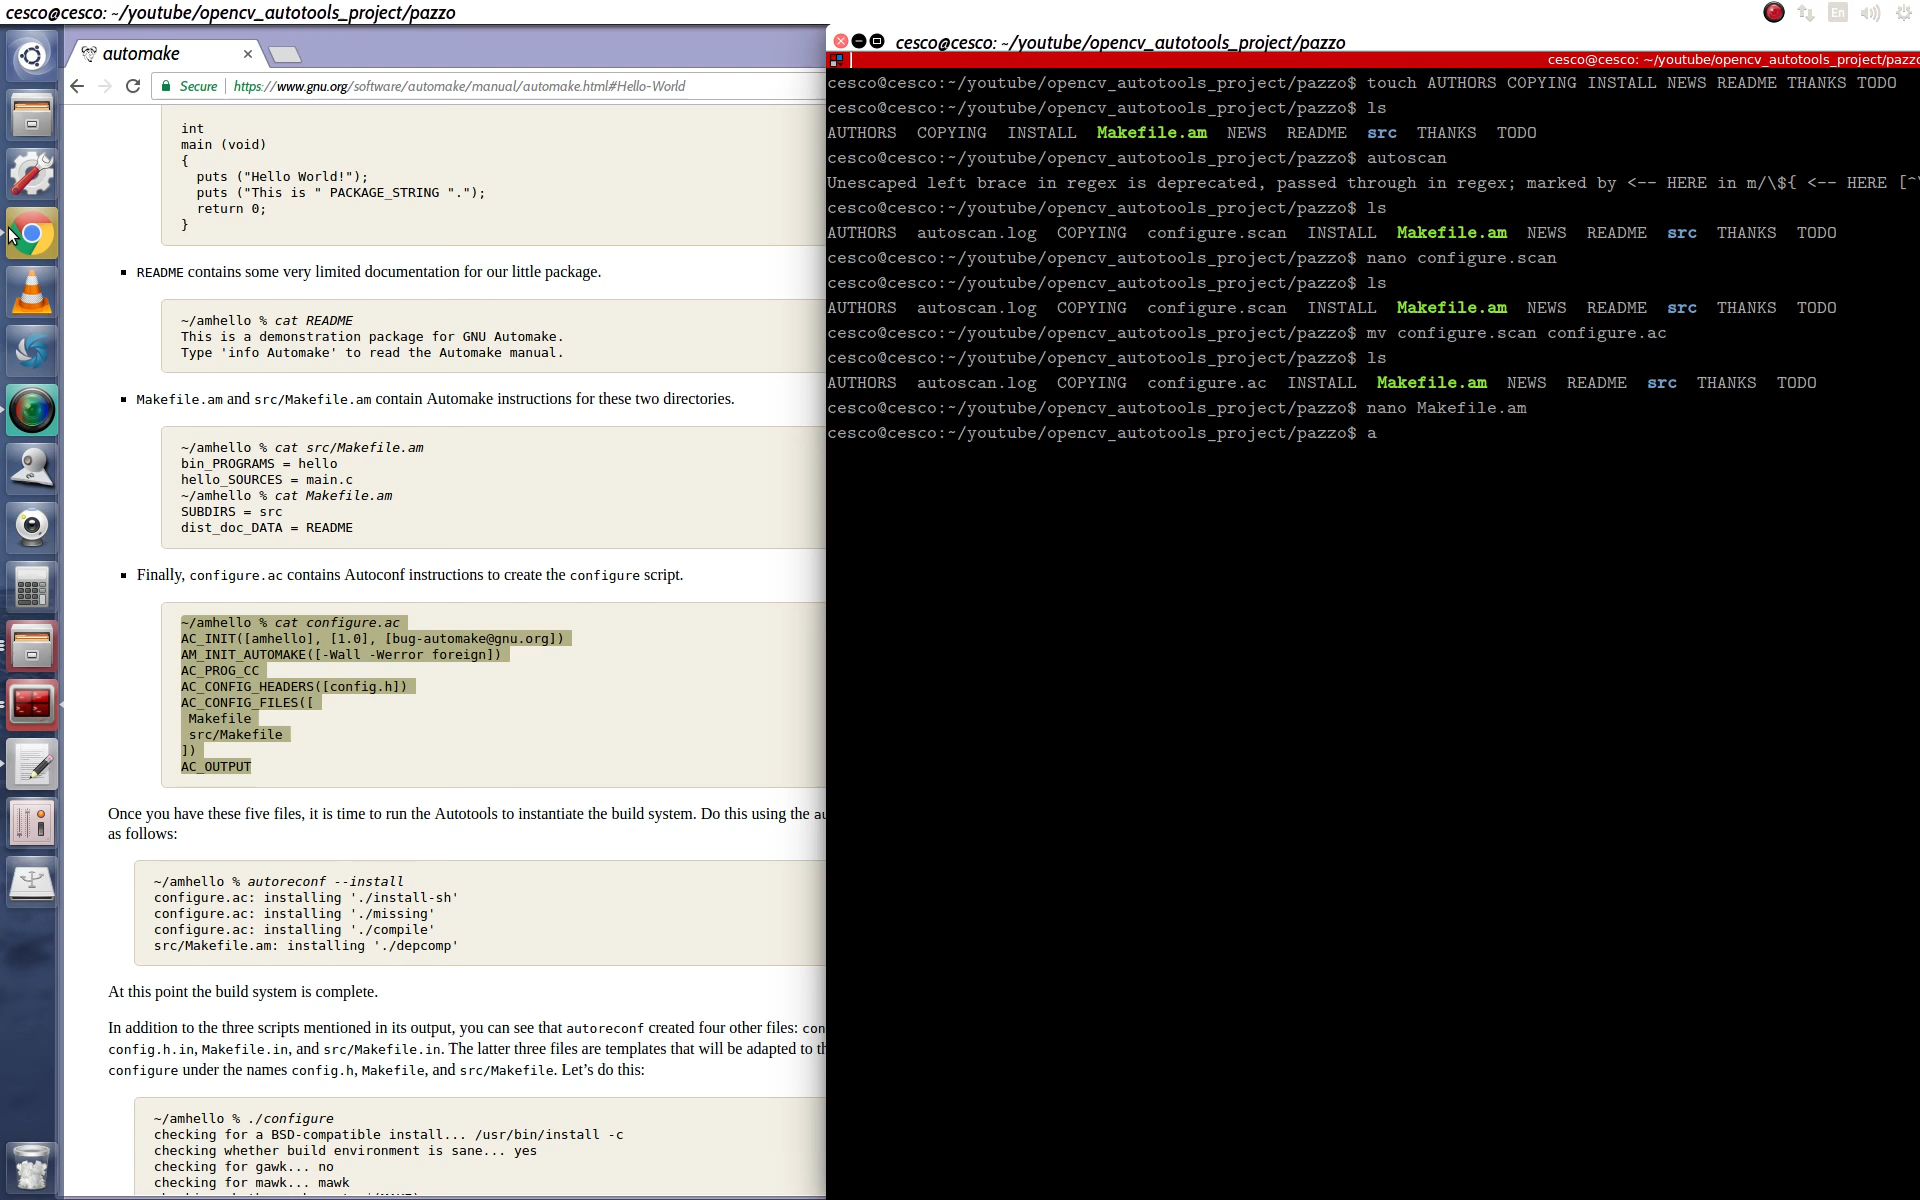 cesco@cesco: ~/youtube/opencv_autotools_project/pazzo
En
automake
Secure | https://www.gnu.org/software/automake/manual/automake.html#Hello-World
int
main (void)
{
puts ("Hello World!");
puts ("This is " PACKAGE_STRING ".");
return 0;
}
README contains some very limited documentation for our little package.
~/amhello % cat README
This is a demonstration package for GNU Automake.
Type 'info Automake' to read the Automake manual.
Makefile.am and src/Makefile.am contain Automake instructions for these two directories.
~/amhello % cat src/Makefile.am
bin_PROGRAMS = hello
hello_SOURCES = main.c
~/amhello % cat Makefile.am
SUBDIRS = src
dist_doc_DATA = README
Finally, configure.ac contains Autoconf instructions to create the configure script.
~/amhello % cat configure.ac
AC_INIT([amhello], [1.0], [bug-automake@gnu.org])
AM_INIT_AUTOMAKE([-Wall -Werror foreign])
AC_PROG_CC
AC_CONFIG_HEADERS([config.h])
AC_CONFIG_FILES([
Makefile
src/Makefile
])
AC_OUTPUT
Once you have these five files, it is time to run the Autotools to instantiate the build system. Do this using the
as follows:
~/amhello % autoreconf --install
configure.ac: installing './install-sh'
configure.ac: installing './missing'
configure.ac: installing './compile'
src/Makefile.am: installing './depcomp'
At this point the build system is complete.
In addition to the three scripts mentioned in its output, you can see that autoreconf created four other files: con
config.h.in, Makefile.in, and src/Makefile.in. The latter three files are templates that will be adapted to th
configure under the names config.h, Makefile, and src/Makefile. Let’s do this:
~/amhello % ./configure
checking for a BSD-compatible install... /usr/bin/install -c
checking whether build environment is sane... yes
checking for gawk... no
checking for mawk... mawk
cesco@cesco: ~/youtube/opencv_autotools_project/pazzo
cesco@cesco: ~/youtube/opencv_autotools_project/pazzo
cesco@cesco:~/youtube/opencv_autotools_project/pazzo$ touch AUTHORS COPYING INSTALL NEWS README THANKS TODO
cesco@cesco:~/youtube/opencv_autotools_project/pazzo$ ls
AUTHORS COPYING INSTALL Makefile.am NEWS README src THANKS TODO
cesco@cesco:~/youtube/opencv_autotools_project/pazzo$ autoscan
Unescaped left brace in regex is deprecated, passed through in regex; marked by <-- HERE in m/\${ <-- HERE [^
cesco@cesco:~/youtube/opencv_autotools_project/pazzo$ ls
AUTHORS autoscan.log COPYING configure.scan INSTALL Makefile.am NEWS README src THANKS TODO
cesco@cesco:~/youtube/opencv_autotools_project/pazzo$ nano configure.scan
cesco@cesco:~/youtube/opencv_autotools_project/pazzo$ ls
AUTHORS autoscan.log COPYING configure.scan INSTALL Makefile.am NEWS README src THANKS TODO
cesco@cesco:~/youtube/opencv_autotools_project/pazzo$ mv configure.scan configure.ac
cesco@cesco:~/youtube/opencv_autotools_project/pazzo$ ls
AUTHORS autoscan.log COPYING configure.ac INSTALL Makefile.am NEWS README src THANKS TODO
cesco@cesco:~/youtube/opencv_autotools_project/pazzo$ nano Makefile.am
cesco@cesco:~/youtube/opencv_autotools_project/pazzo$ a